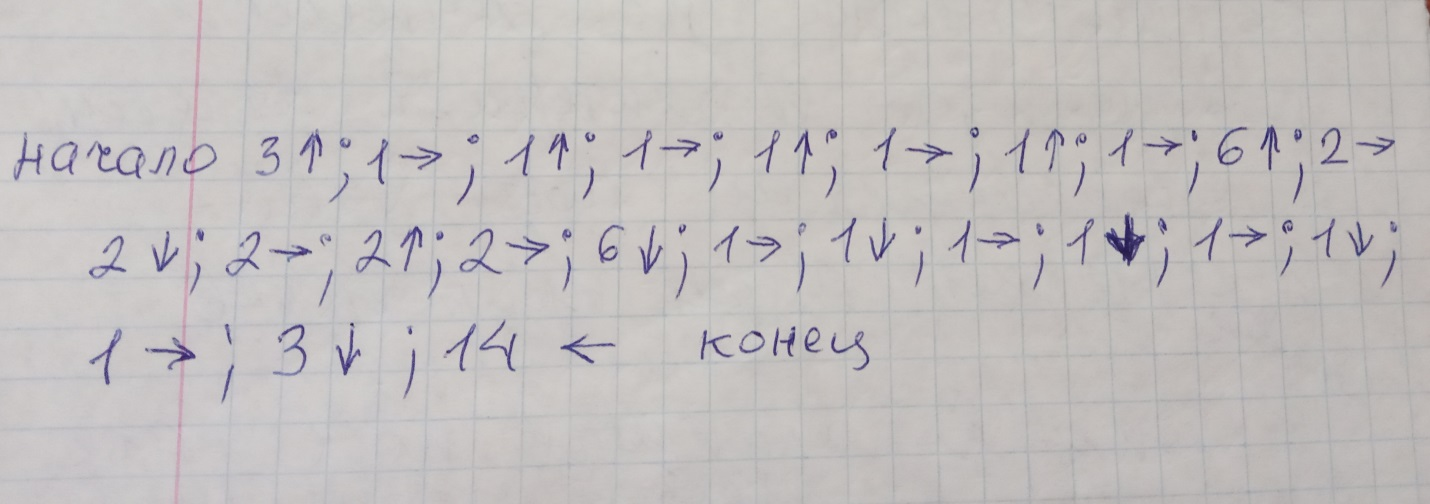 начало 3↑; 1→; 1↑; 1→; 1↑; 1→; 1↑; 1→; 6↑; 2→
2↓; 2→; 2↑; 2→; 6↓; 1→; 1↓; 1→; 1↓; 1→; 1↓;
1→; 3↓; 14← конец